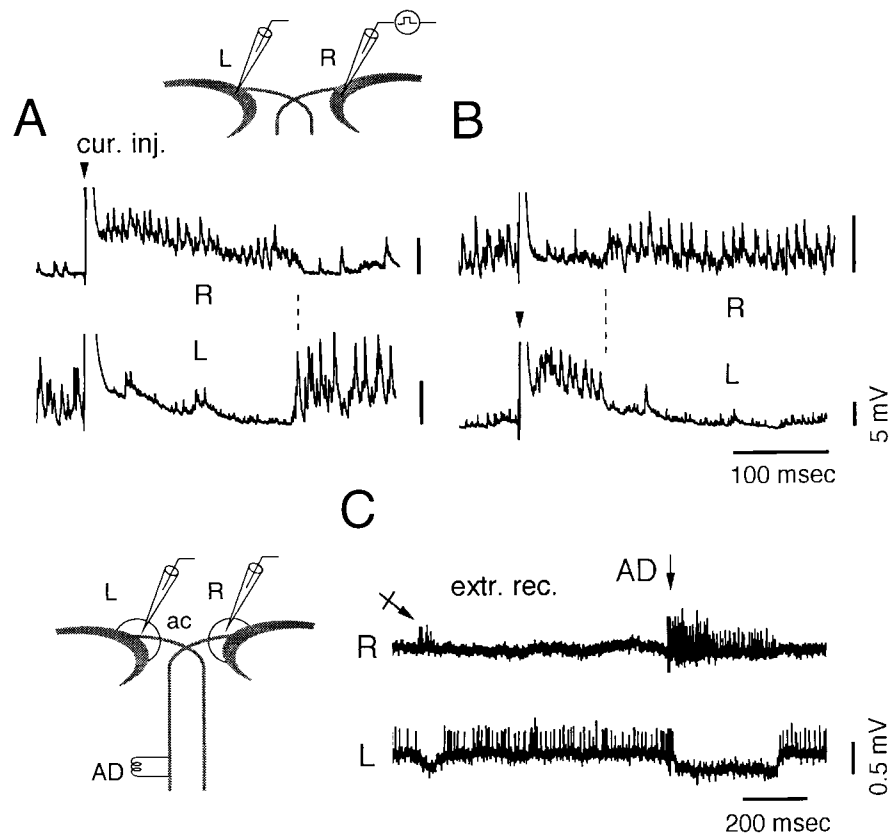 L R
A
B
cur. inj.
R
R
L
L
5 mV
100 msec
C
L R
ac
AD
extr. rec.
AD
R
L
0.5 mV
200 msec